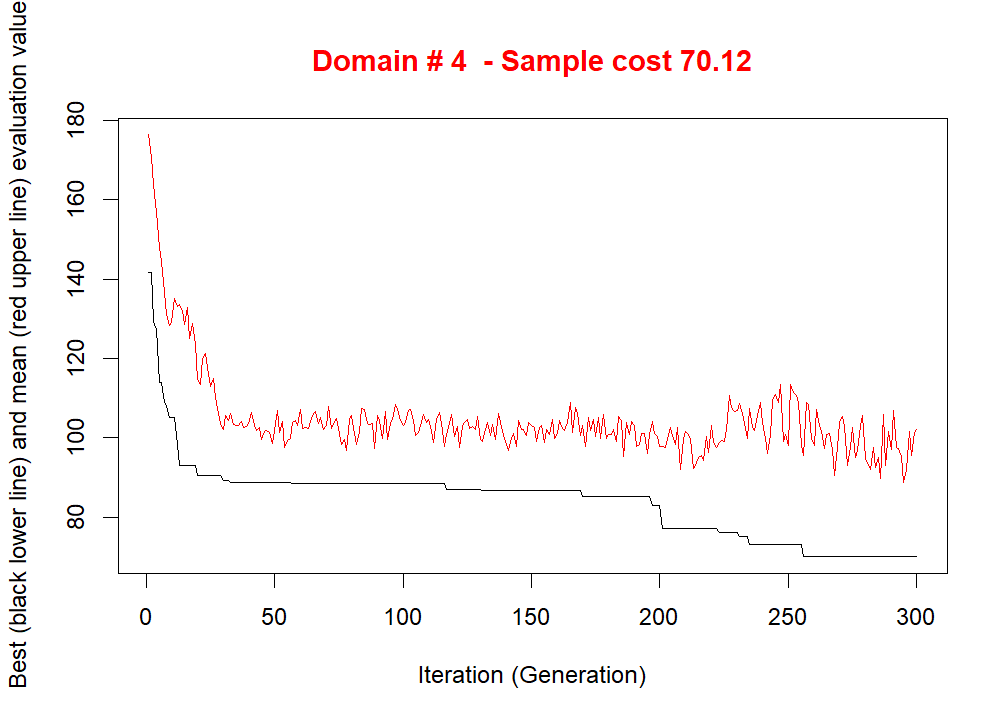 Domain # 4  - Sample cost 70.12
Best (black lower line) and mean (red upper line) evaluation value
180
160
140
120
100
80
0 50 100 150 200 250 300
Iteration (Generation)